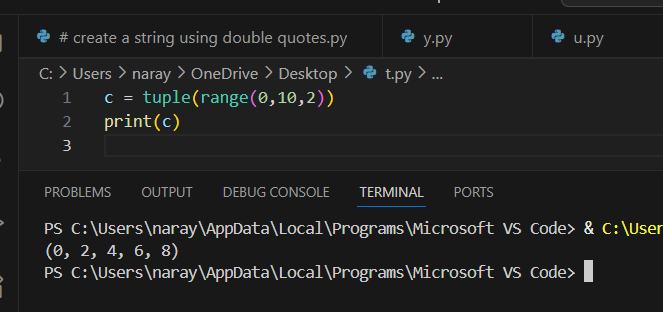 # create a string using double quotes.py y.py u.py
C: > Users > naray > OneDrive > Desktop > t.py > ...
1 c = tuple(range(0,10,2))
2 print(c)
3
PROBLEMS OUTPUT DEBUG CONSOLE TERMINAL PORTS
PS C:\Users\naray\AppData\Local\Programs\Microsoft VS Code> & C:\User
(0, 2, 4, 6, 8)
PS C:\Users\naray\AppData\Local\Programs\Microsoft VS Code>